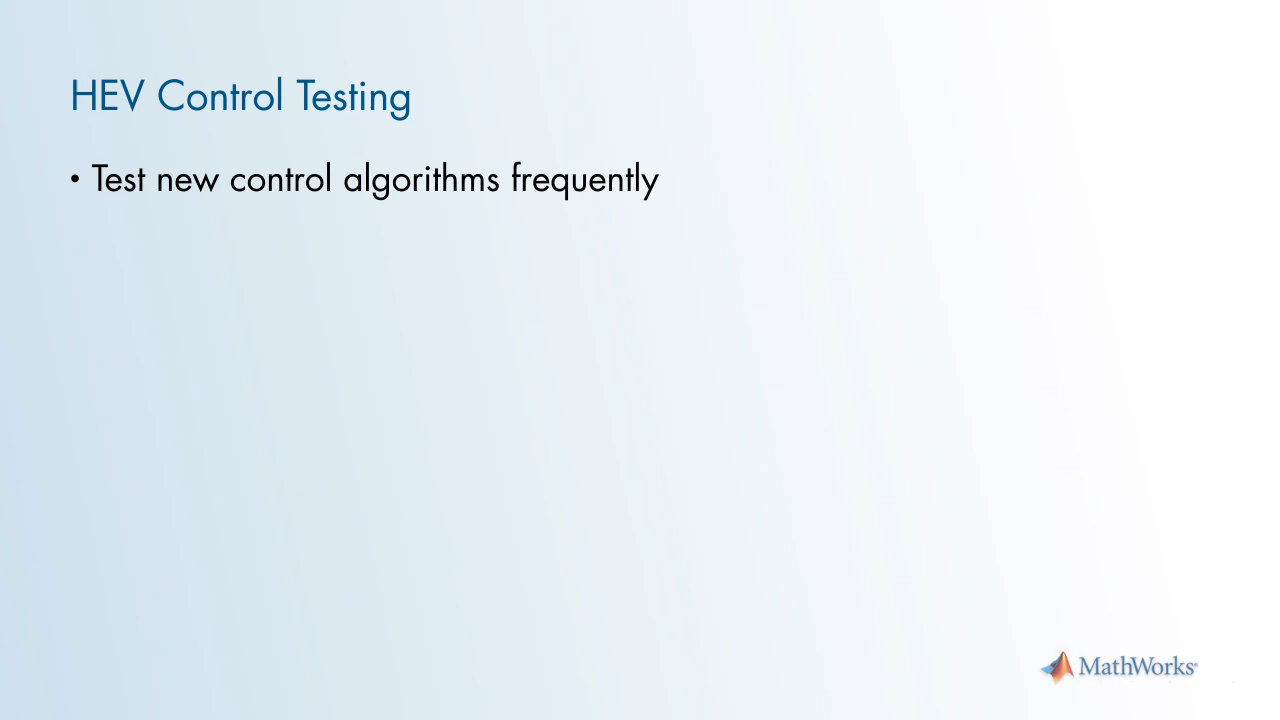 HEV Control Testing
• Test new control algorithms frequently
MathWorks®